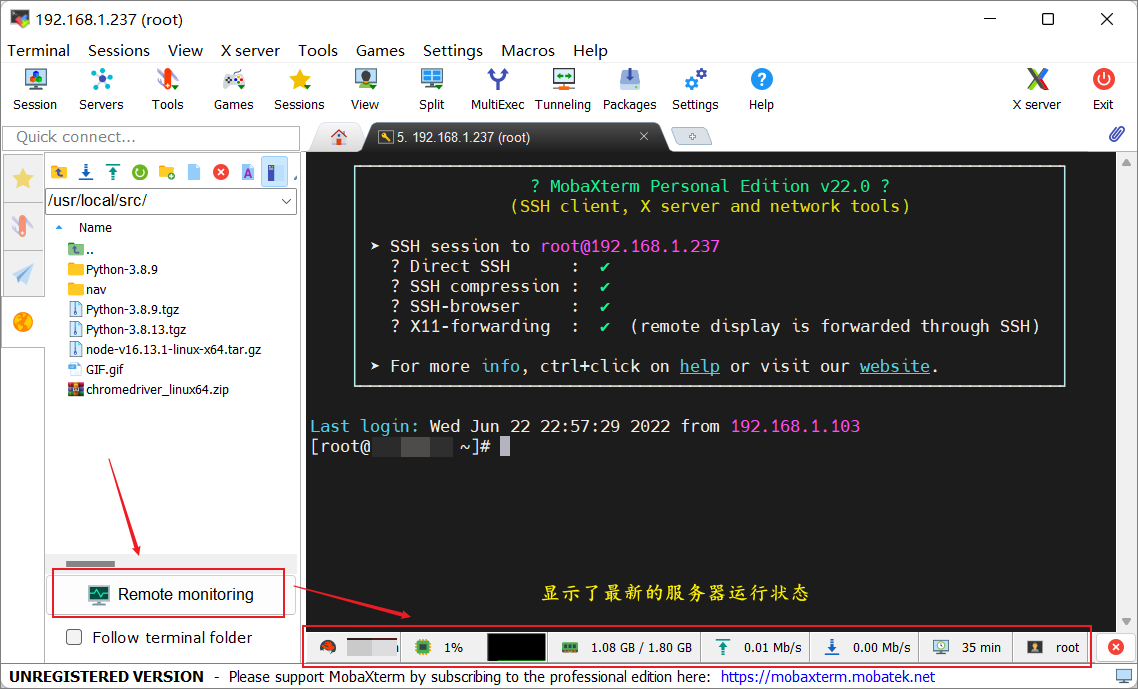 192.168.1.237 (root)
Terminal Sessions View X server Tools Games Settings Macros Help
Session Servers Tools Games Sessions View Split MultiExec Tunneling Packages Settings Help X server Exit
Quick connect...
5. 192.168.1.237 (root)
/usr/local/src/
Name
..
Python-3.8.9
nav
Python-3.8.9.tgz
Python-3.8.13.tgz
node-v16.13.1-linux-x64.tar.gz
GIF.gif
chromedriver_linux64.zip
Remote monitoring
Follow terminal folder
? MobaXterm Personal Edition v22.0 ?
(SSH client, X server and network tools)
➤ SSH session to root@192.168.1.237
? Direct SSH : ✔
? SSH compression : ✔
? SSH-browser : ✔
? X11-forwarding : ✔ (remote display is forwarded through SSH)
➤ For more info, ctrl+click on help or visit our website.
Last login: Wed Jun 22 22:57:29 2022 from 192.168.1.103
[root@ ~]#
显示了最新的服务器运行状态
1% 1.08 GB / 1.80 GB 0.01 Mb/s 0.00 Mb/s 35 min root
UNREGISTERED VERSION - Please support MobaXterm by subscribing to the professional edition here: https://mobaxterm.mobatek.net